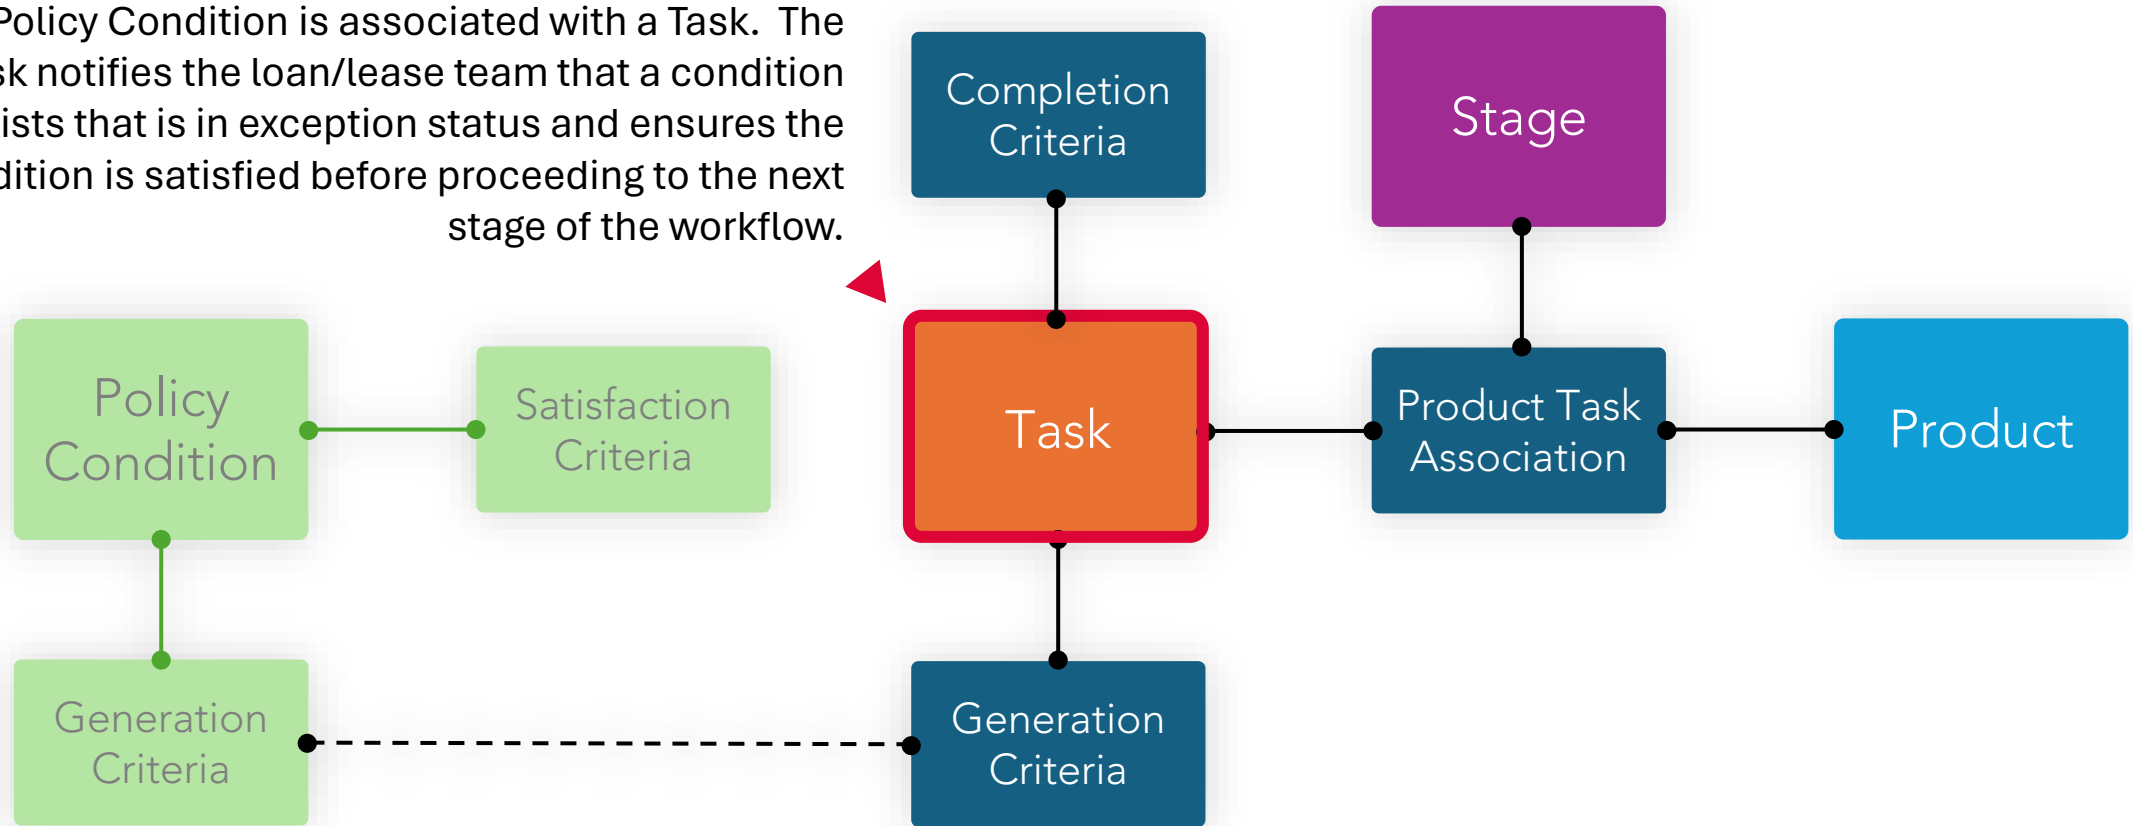 Policy Condition is associated with a Task. The
sk notifies the loan/lease team that a condition
ists that is in exception status and ensures the
dition is satisfied before proceeding to the next
stage of the workflow.
Completion
Criteria
Stage
Policy
Condition
Satisfaction
Criteria
Task
Product Task
Association
Product
Generation
Criteria
Generation
Criteria